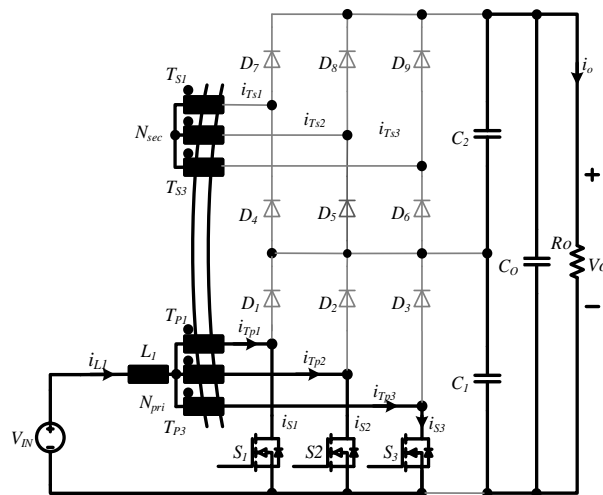 D7 D8 D9 io
TS1 iTs1
Nsec iTs2 iTs3 C2
TS3
+
D4 D5 D6
CO RO VO
D1 D2 D3
−
TP1 iTp1
iL1 L1 iTp2 C1
Npri iTp3
TP3 iS1 iS2 iS3
VIN + − S1 S2 S3